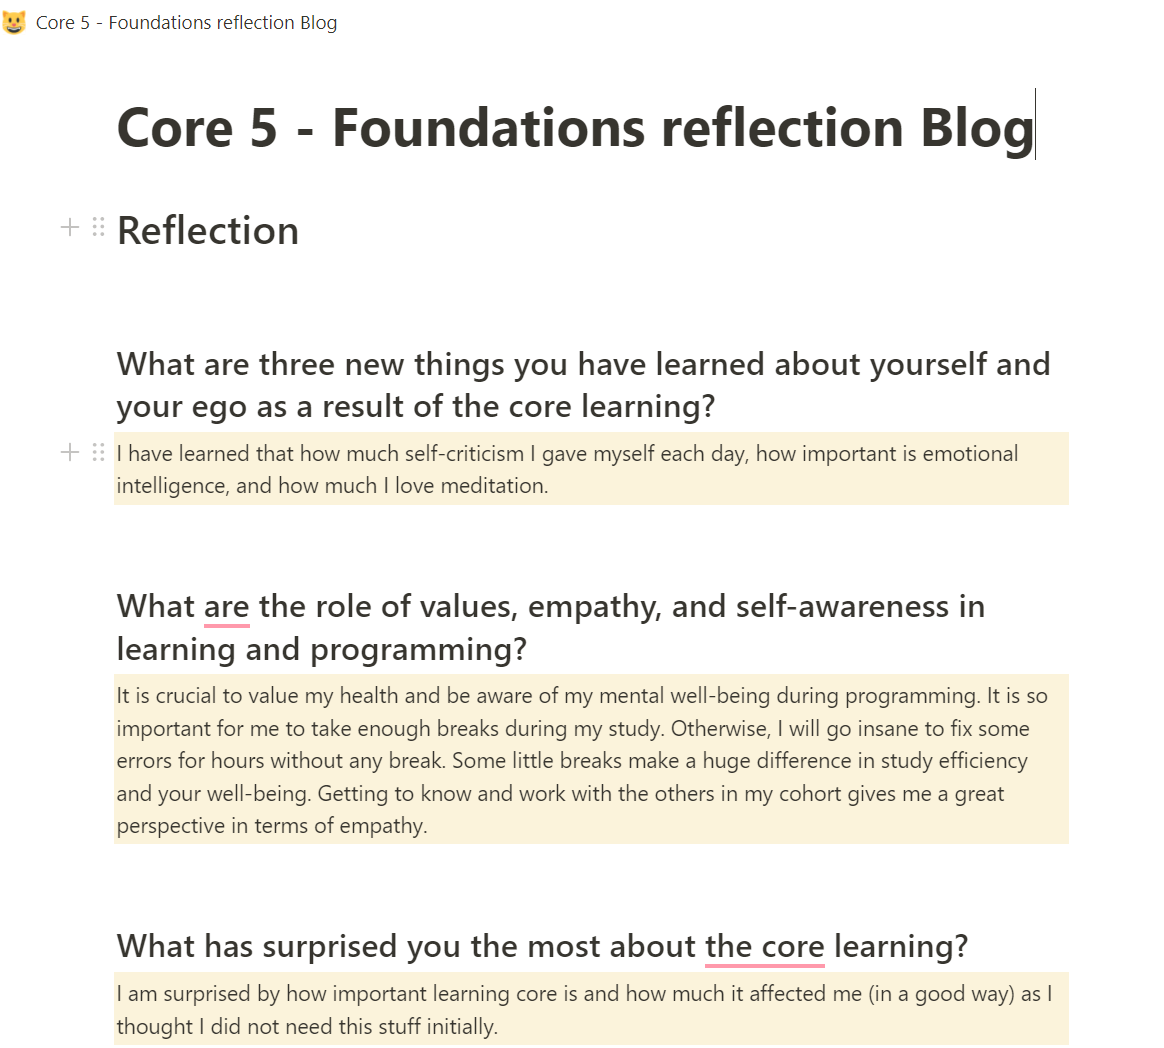 Core 5 - Foundations reflection Blog
Core 5 - Foundations reflection Blog
Reflection
What are three new things you have learned about yourself and
your ego as a result of the core learning?
I have learned that how much self-criticism I gave myself each day, how important is emotional
intelligence, and how much I love meditation.
What are the role of values, empathy, and self-awareness in
learning and programming?
It is crucial to value my health and be aware of my mental well-being during programming. It is so
important for me to take enough breaks during my study. Otherwise, I will go insane to fix some
errors for hours without any break. Some little breaks make a huge difference in study efficiency
and your well-being. Getting to know and work with the others in my cohort gives me a great
perspective in terms of empathy.
What has surprised you the most about the core learning?
I am surprised by how important learning core is and how much it affected me (in a good way) as I
thought I did not need this stuff initially.